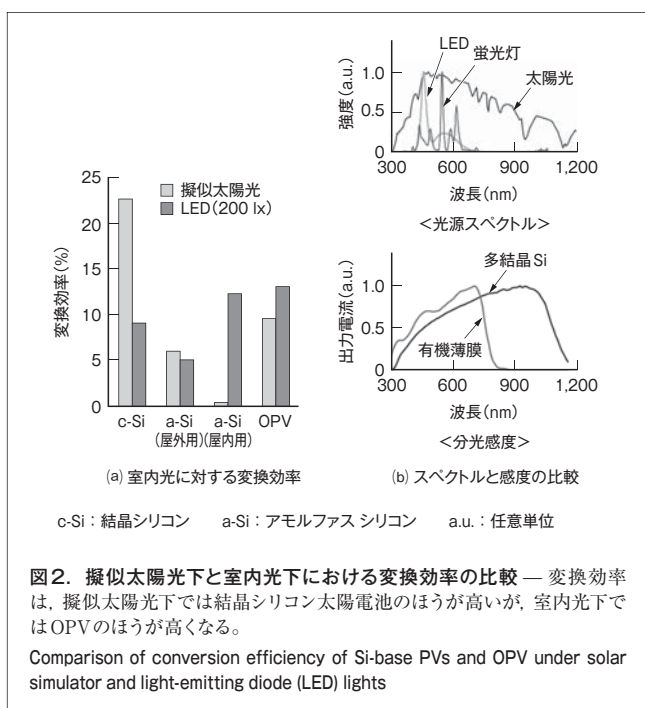 25
20
15
10
5
0
変換効率(%)
擬似太陽光
LED(200 lx)
c-Si
a-Si
(屋外用)
a-Si
(屋内用)
OPV
(a) 室内光に対する変換効率
LED
蛍光灯
太陽光
1.0
0.5
0
強度(a.u.)
300
600
900
1,200
波長(nm)
<光源スペクトル>
多結晶Si
1.0
0.5
0.0
出力電流(a.u.)
有機薄膜
300
600
900
1,200
波長(nm)
<分光感度>
(b) スペクトルと感度の比較
c-Si：結晶シリコン　a-Si：アモルファス シリコン　a.u.：任意単位
図2．擬似太陽光下と室内光下における変換効率の比較 — 変換効率
は，擬似太陽光下では結晶シリコン太陽電池のほうが高いが，室内光下で
はOPVのほうが高くなる。
Comparison of conversion efficiency of Si-base PVs and OPV under solar
simulator and light-emitting diode (LED) lights